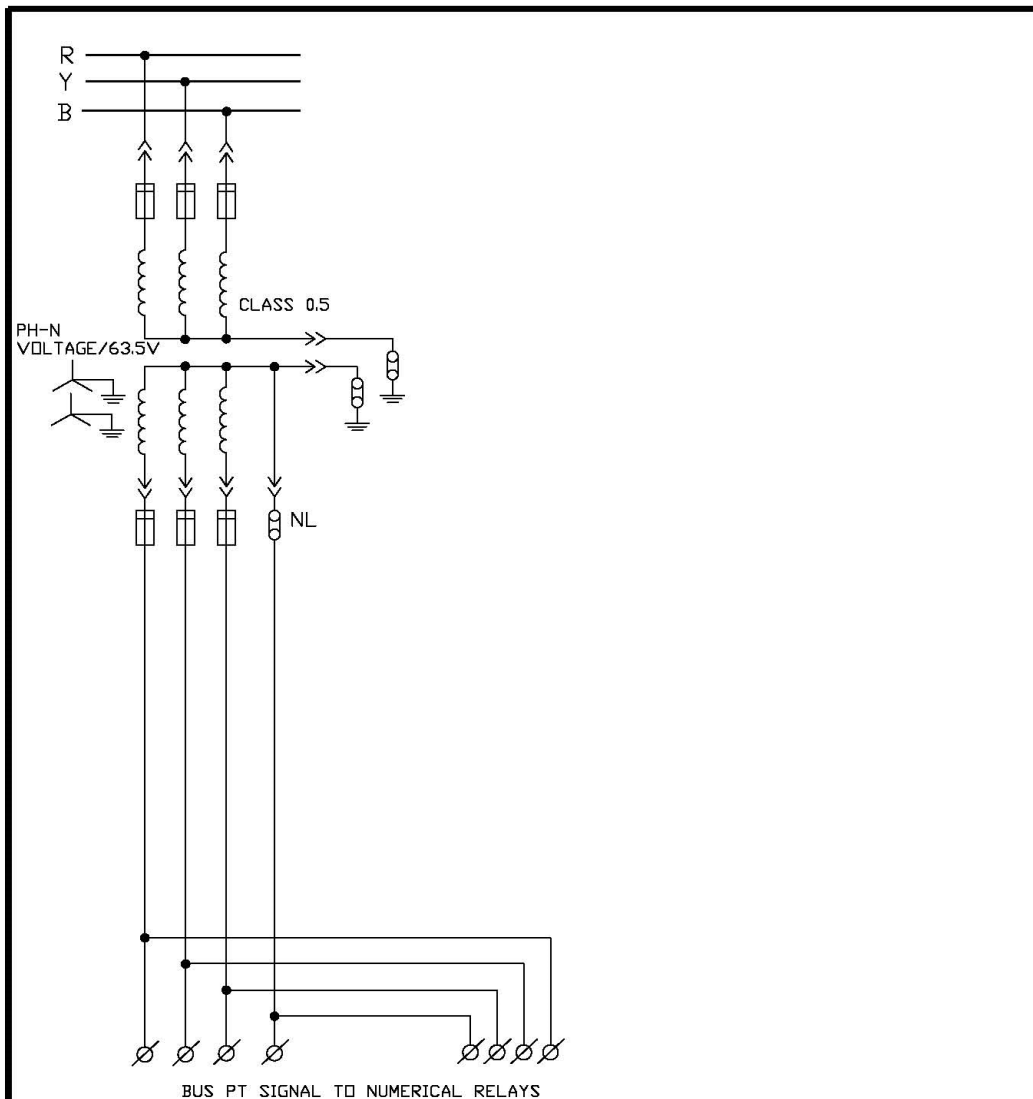 R
Y
B
CLASS 0.5
PH-N
VOLTAGE/63.5V
NL
BUS PT SIGNAL TO NUMERICAL RELAYS